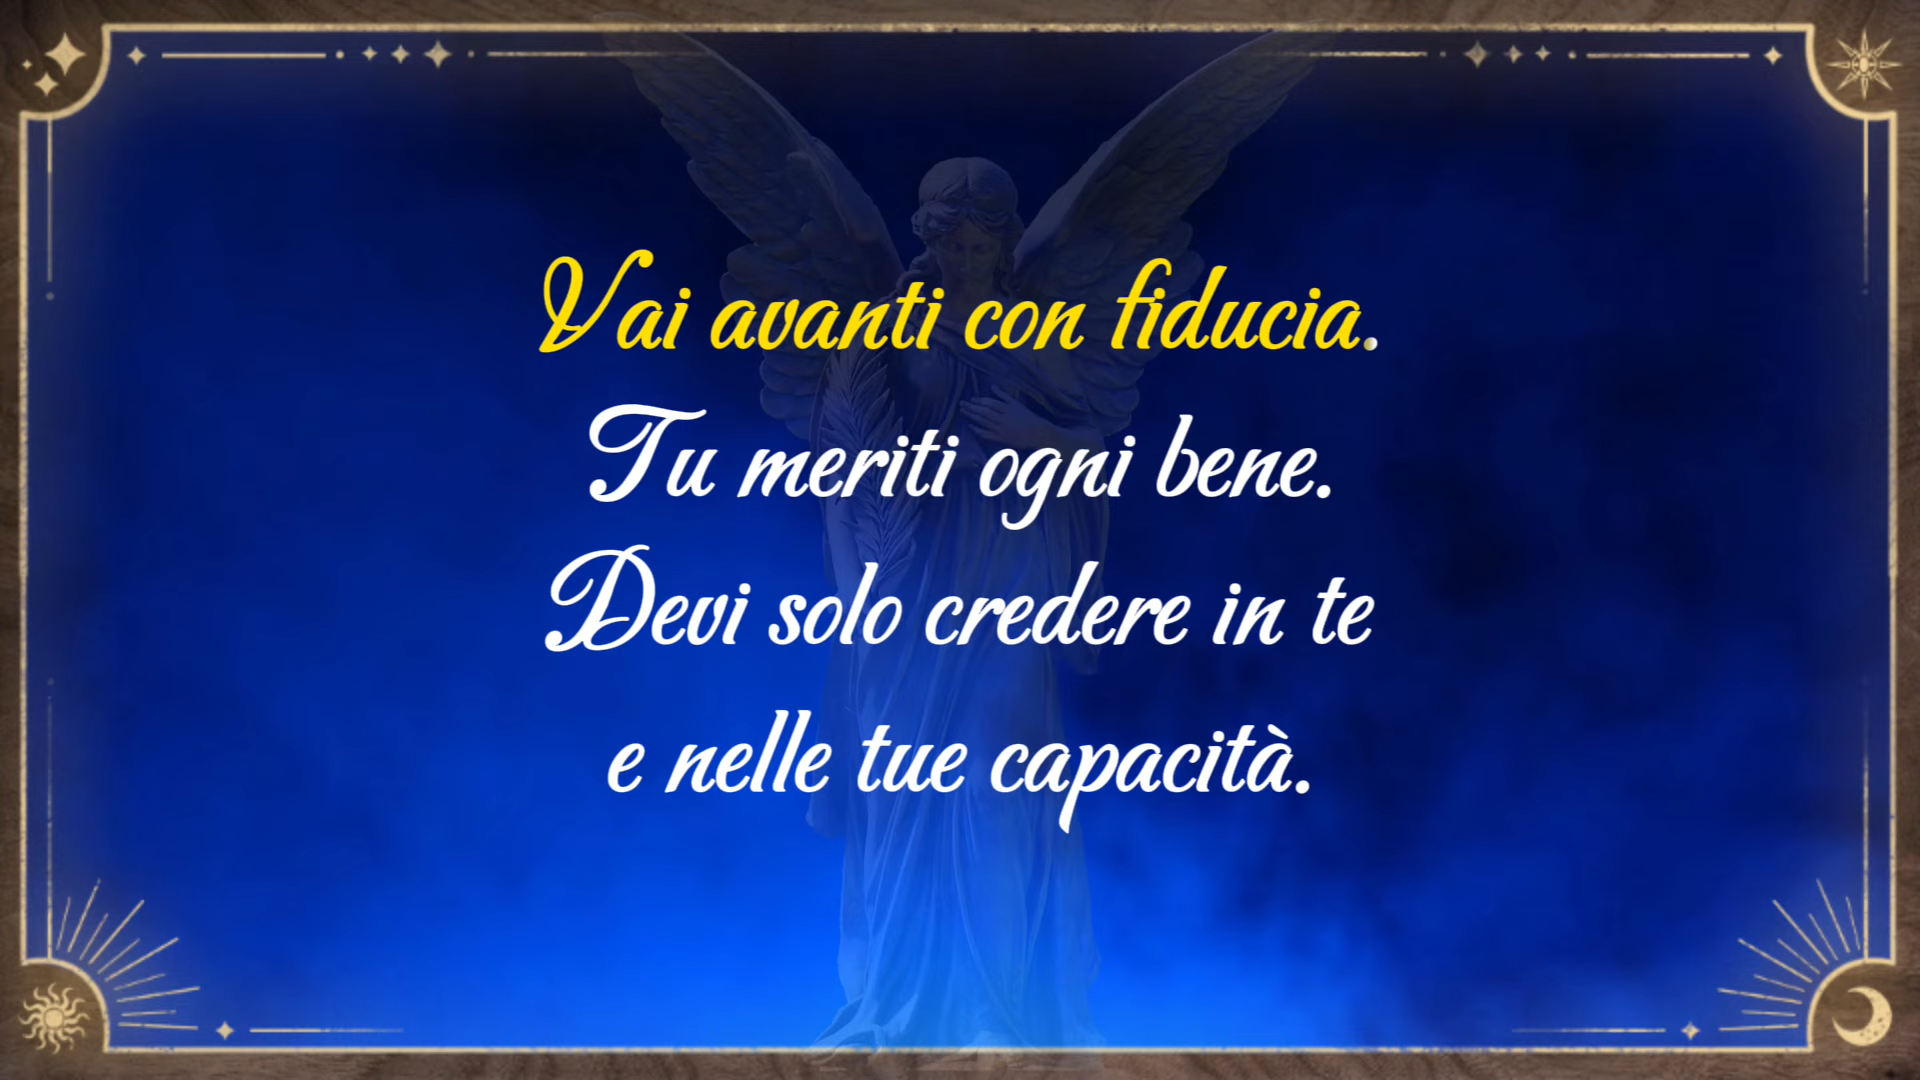 Vai avanti con fiducia.
Tu meriti ogni bene.
Devi solo credere in te
e nelle tue capacità.